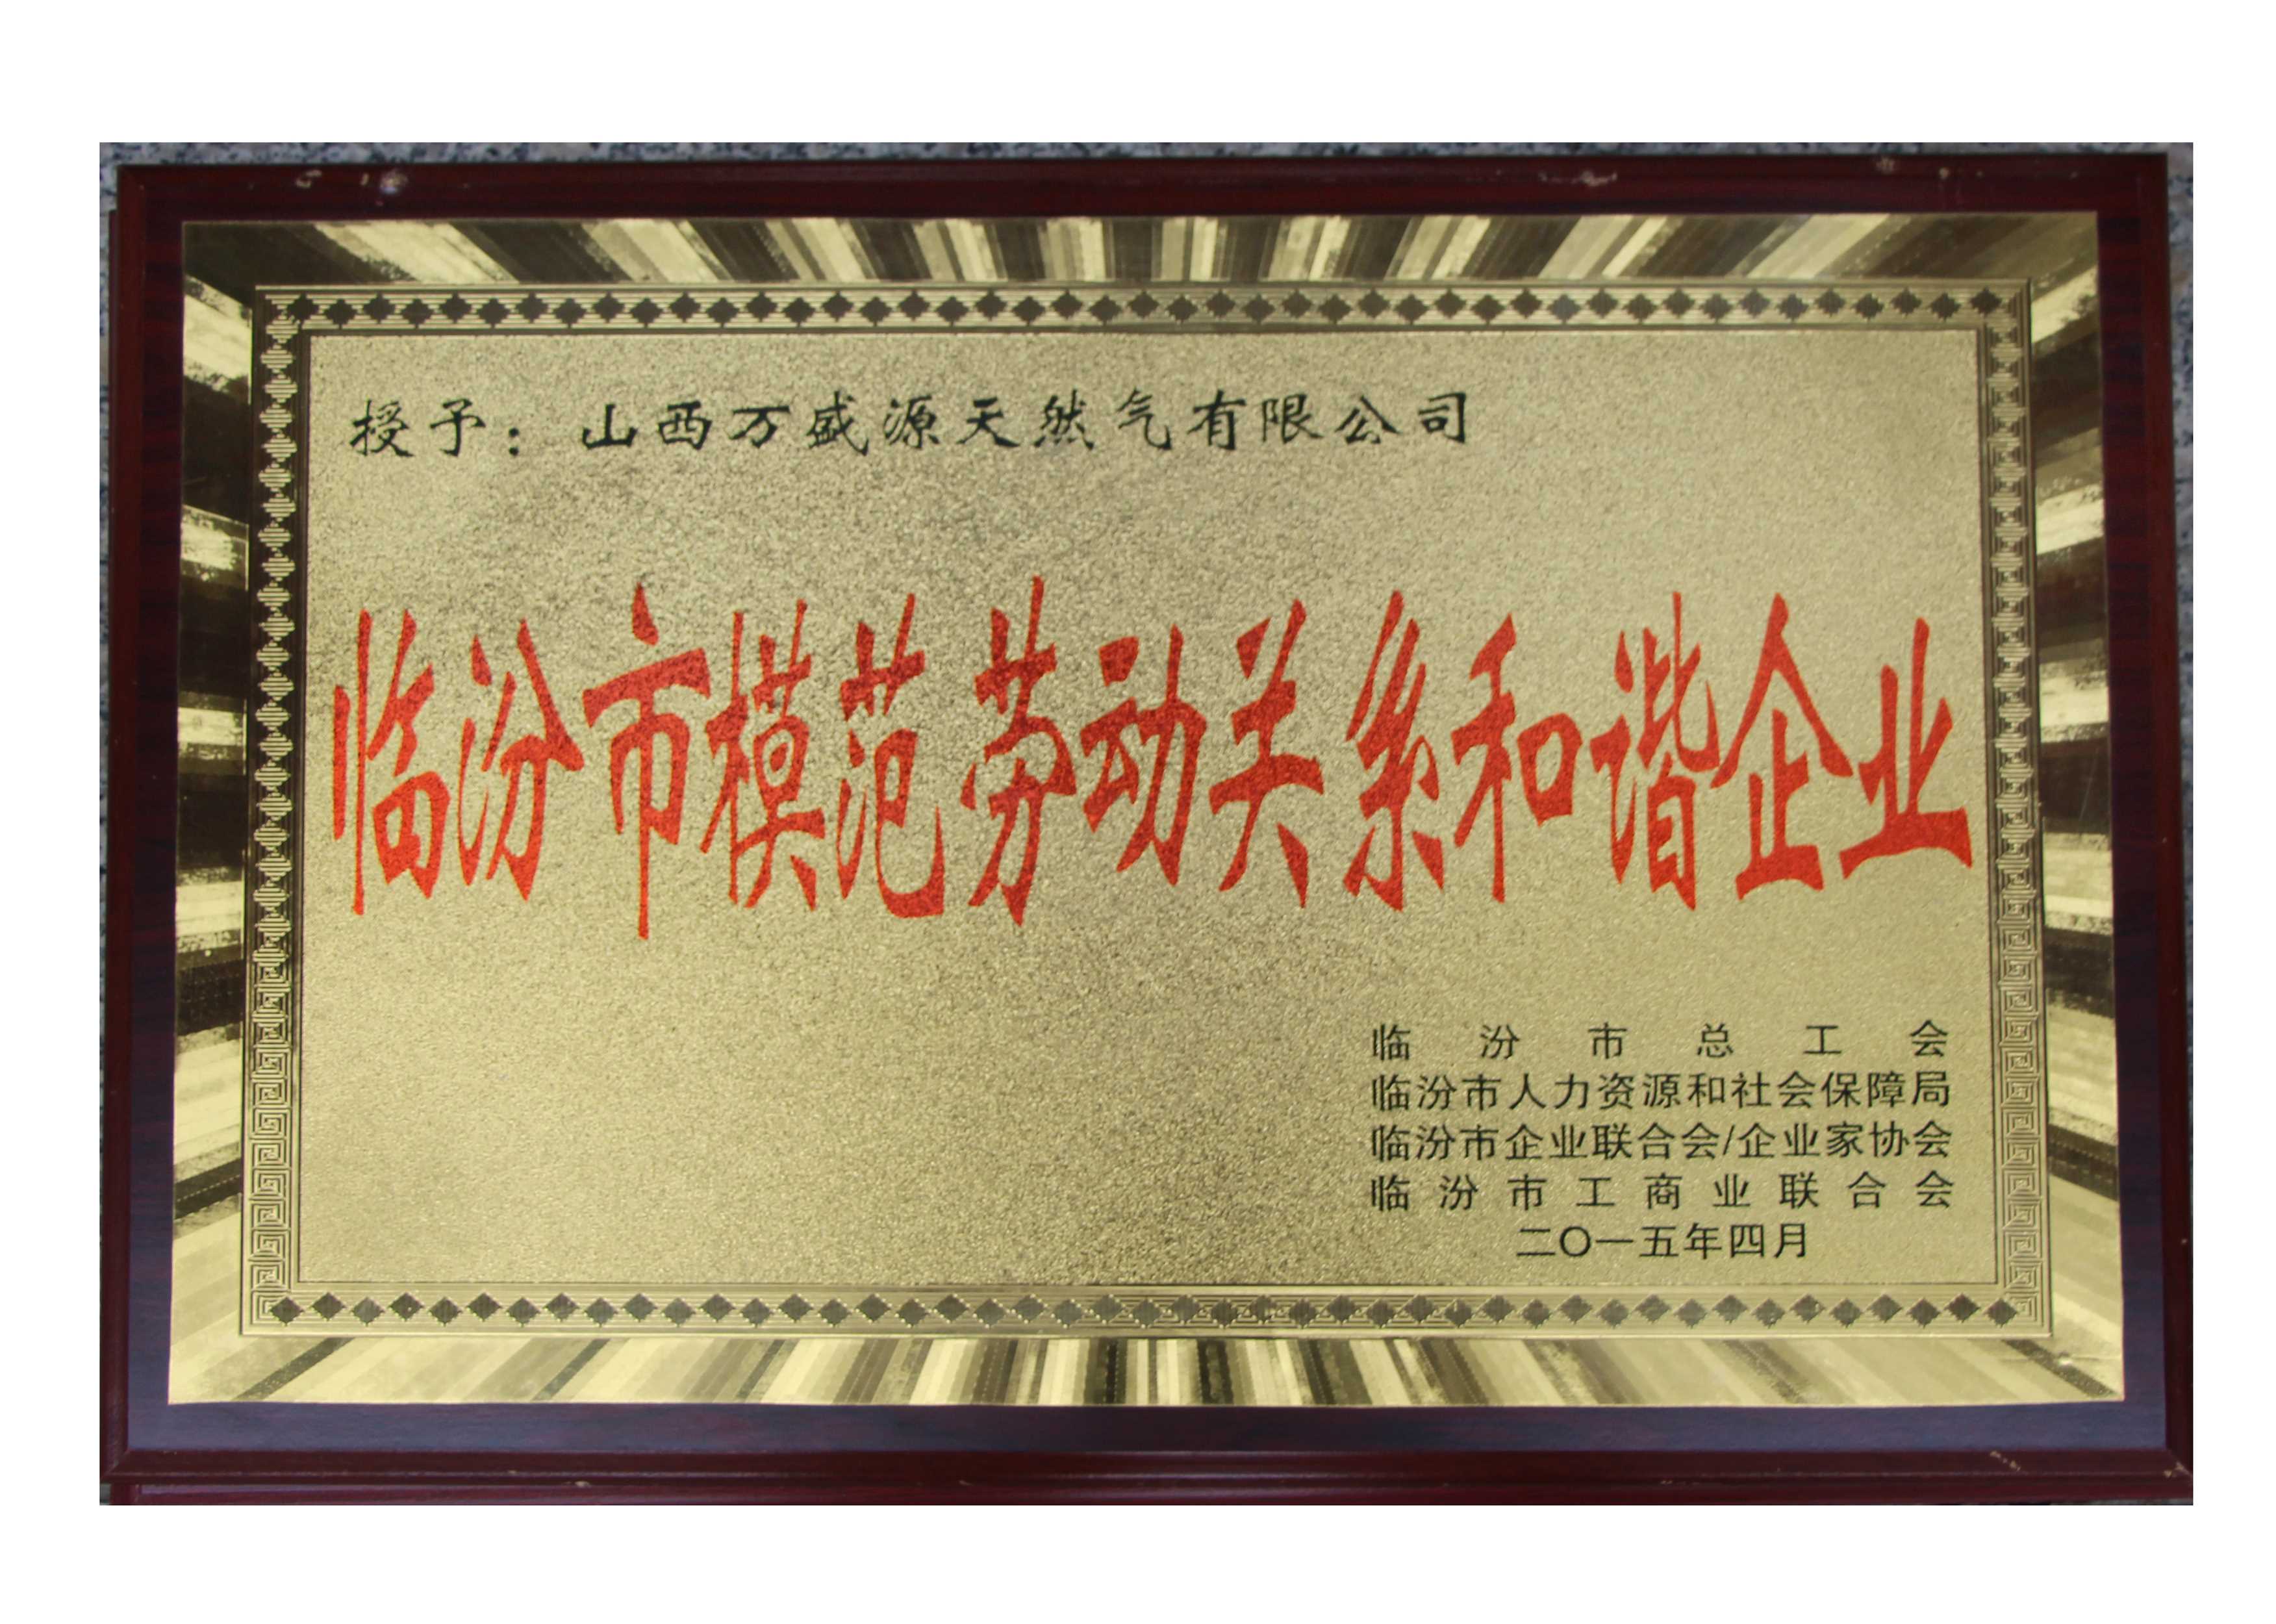 授予：山西万盛源天然气有限公司
临汾市模范劳动关系和谐企业
临汾市总工会
临汾市人力资源和社会保障局
临汾市企业联合会/企业家协会
临汾市工商业联合会
二〇一五年四月